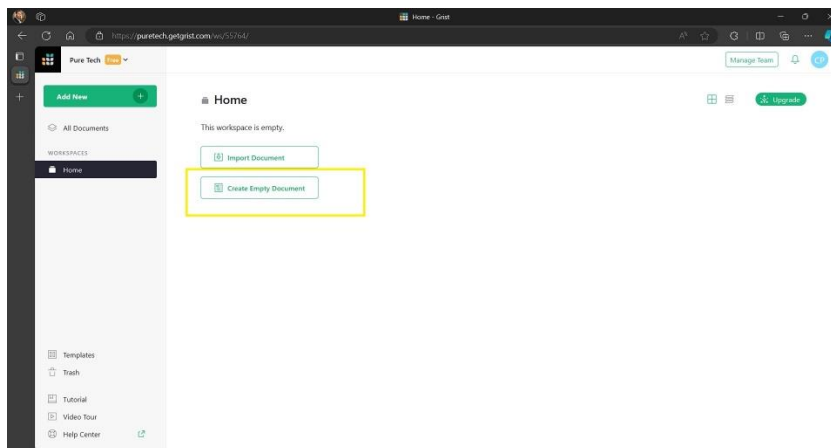 Home - Grist
https://puretech.getgrist.com/ws/55764/
Pure Tech Free
Manage Team
CP
Add New
Home
Upgrade
All Documents
This workspace is empty.
WORKSPACES
Import Document
Home
Create Empty Document
Templates
Trash
Tutorial
Video Tour
Help Center